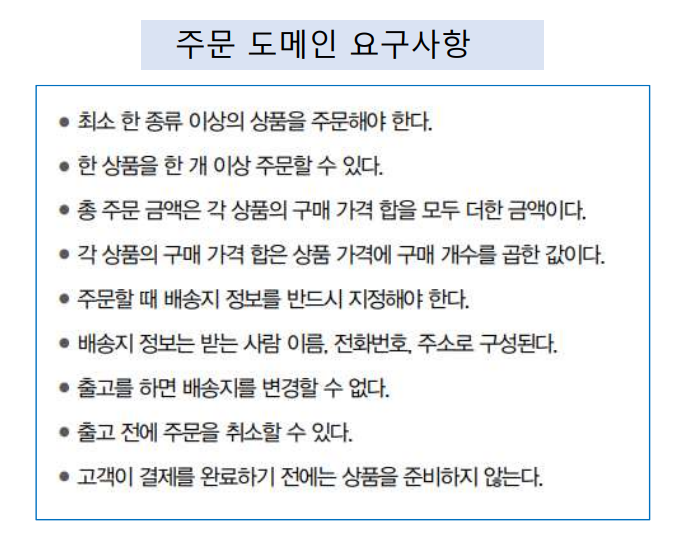 주문 도메인 요구사항
• 최소 한 종류 이상의 상품을 주문해야 한다.
• 한 상품을 한 개 이상 주문할 수 있다.
• 총 주문 금액은 각 상품의 구매 가격 합을 모두 더한 금액이다.
• 각 상품의 구매 가격 합은 상품 가격에 구매 개수를 곱한 값이다.
• 주문할 때 배송지 정보를 반드시 지정해야 한다.
• 배송지 정보는 받는 사람 이름, 전화번호, 주소로 구성된다.
• 출고를 하면 배송지를 변경할 수 없다.
• 출고 전에 주문을 취소할 수 있다.
• 고객이 결제를 완료하기 전에는 상품을 준비하지 않는다.